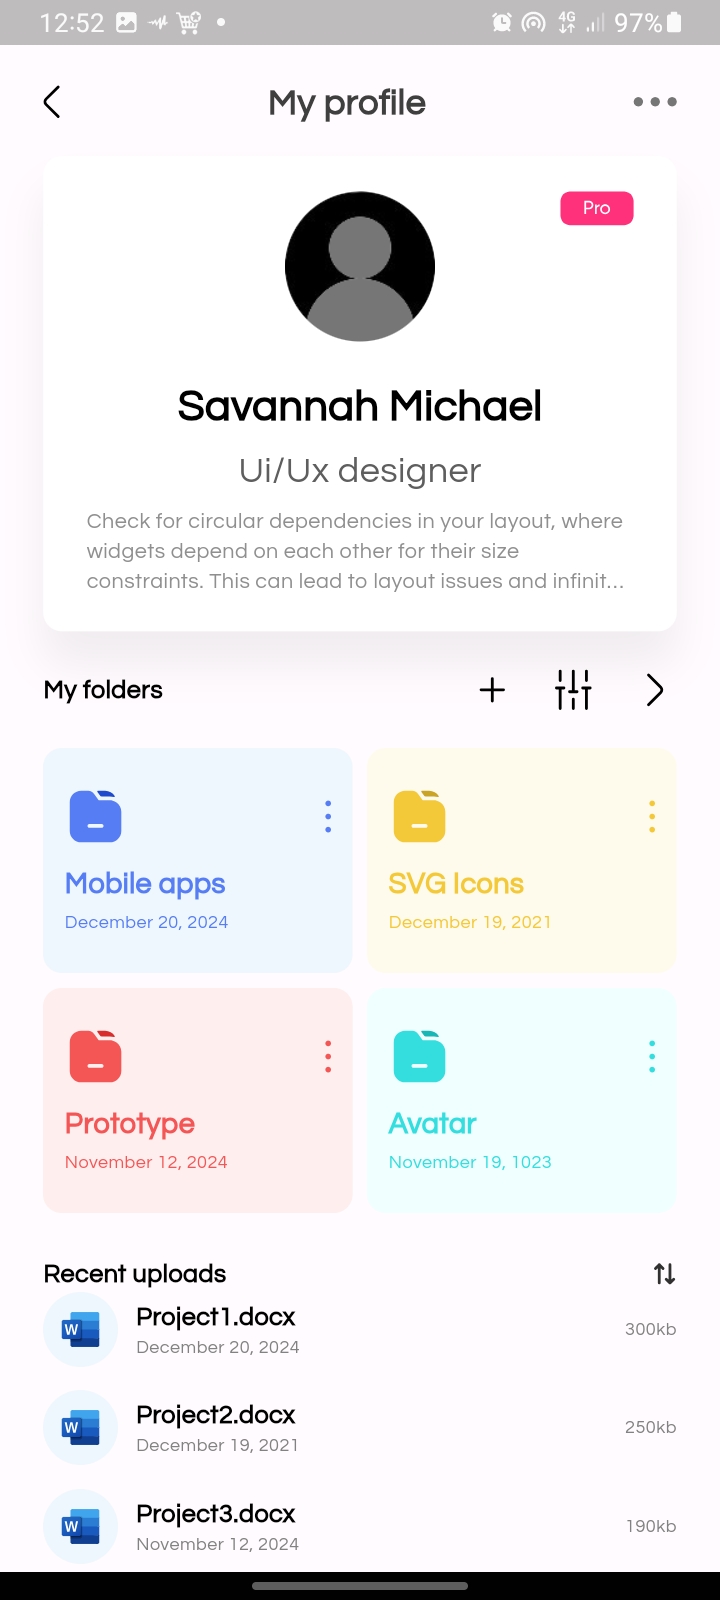 12:52 4G 97%
My profile
Pro
Savannah Michael
Ui/Ux designer
Check for circular dependencies in your layout, where
widgets depend on each other for their size
constraints. This can lead to layout issues and infinit...
My folders
Mobile apps
December 20, 2024
SVG Icons
December 19, 2021
Prototype
November 12, 2024
Avatar
November 19, 1023
Recent uploads
W
Project1.docx
December 20, 2024
300kb
W
Project2.docx
December 19, 2021
250kb
W
Project3.docx
November 12, 2024
190kb